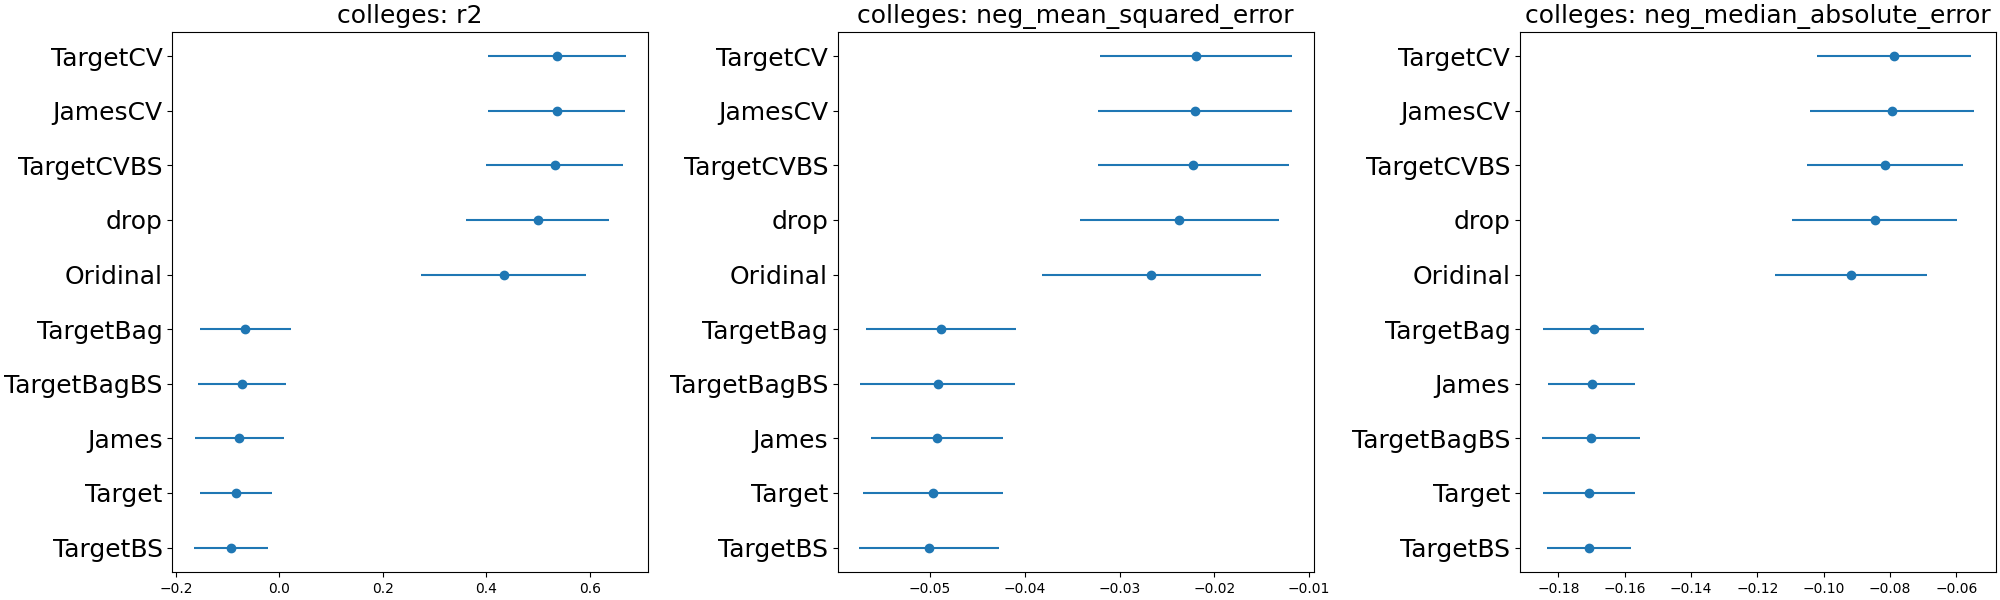 colleges: r2
TargetCV
JamesCV
TargetCVBS
drop
Oridinal
TargetBag
TargetBagBS
James
Target
TargetBS
−0.2 0.0 0.2 0.4 0.6
colleges: neg_mean_squared_error
TargetCV
JamesCV
TargetCVBS
drop
Oridinal
TargetBag
TargetBagBS
James
Target
TargetBS
−0.05 −0.04 −0.03 −0.02 −0.01
colleges: neg_median_absolute_error
TargetCV
JamesCV
TargetCVBS
drop
Oridinal
TargetBag
James
TargetBagBS
Target
TargetBS
−0.18 −0.16 −0.14 −0.12 −0.10 −0.08 −0.06